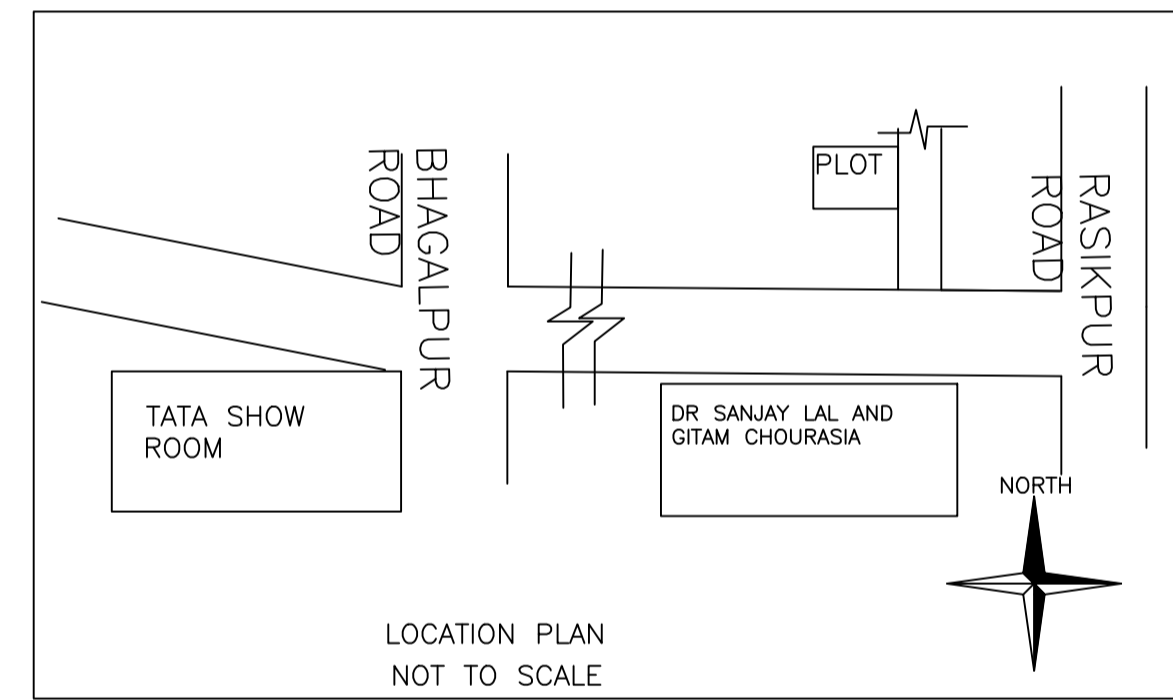 BHAGALPUR
ROAD
PLOT
RASIKPUR
ROAD
TATA SHOW
ROOM
DR SANJAY LAL AND
GITAM CHOURASIA
NORTH
LOCATION PLAN
NOT TO SCALE